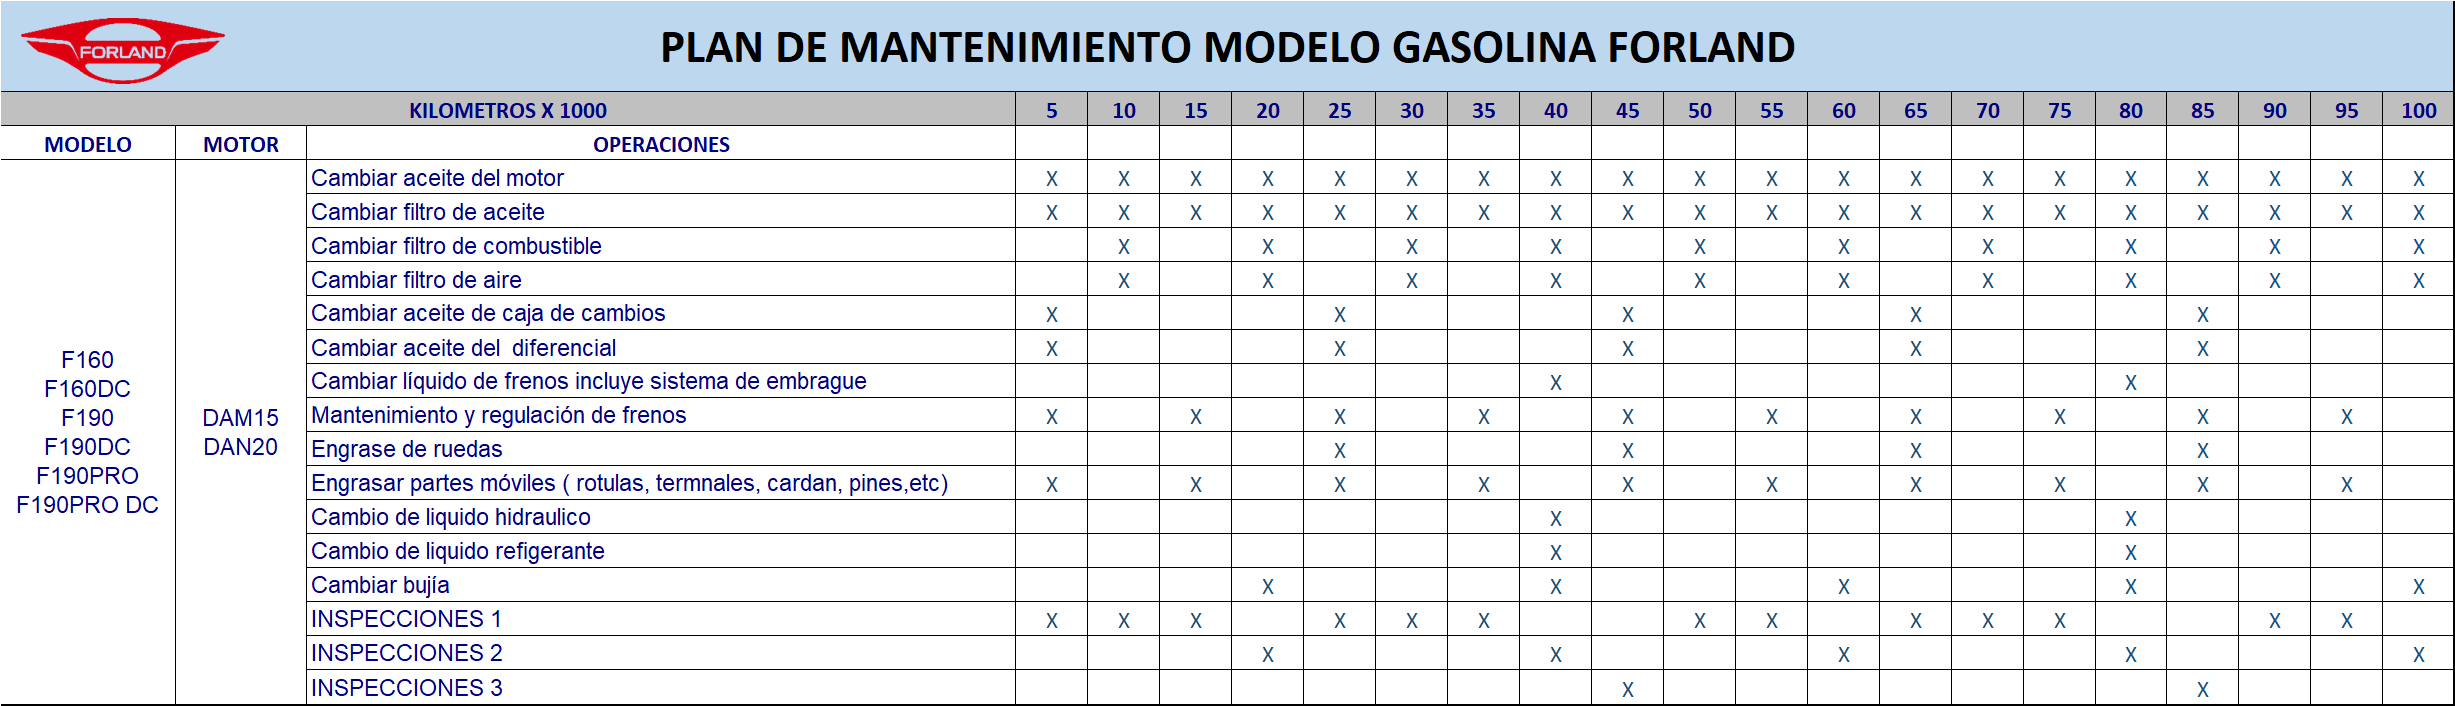 FORLAND
PLAN DE MANTENIMIENTO MODELO GASOLINA FORLAND
KILOMETROS X 1000 5 10 15 20 25 30 35 40 45 50 55 60 65 70 75 80 85 90 95 100
MODELO MOTOR OPERACIONES
Cambiar aceite del motor X X X X X X X X X X X X X X X X X X X X
Cambiar filtro de aceite X X X X X X X X X X X X X X X X X X X X
Cambiar filtro de combustible X X X X X X X X X X
Cambiar filtro de aire X X X X X X X X X X
Cambiar aceite de caja de cambios X X X X X
Cambiar aceite del  diferencial X X X X X
Cambiar líquido de frenos incluye sistema de embrague X X
Mantenimiento y regulación de frenos X X X X X X X X X X
Engrase de ruedas X X X X
Engrasar partes móviles ( rotulas, termnales, cardan, pines,etc) X X X X X X X X X X
Cambio de liquido hidraulico X X
Cambio de liquido refigerante X X
Cambiar bujía X X X X X
INSPECCIONES 1 X X X X X X X X X X X X X
INSPECCIONES 2 X X X X X
INSPECCIONES 3 X X
F160
F160DC
F190
F190DC
F190PRO
F190PRO DC
DAM15
DAN20